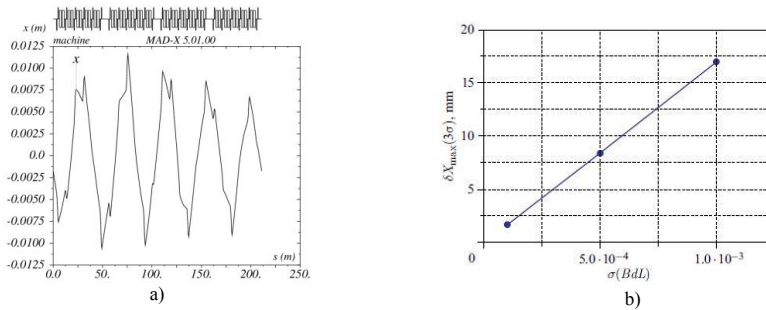 x (m)
machine MAD-X 5.01.00
0.0125
0.0100
0.0075
0.0050
0.0025
0.0
-0.0025
-0.0050
-0.0075
-0.0100
-0.0125
x
s (m)
0.0 50. 100. 150. 200. 250.
a)
20
15
10
5
0
δXmax(3σ), mm
5.0·10⁻⁴ 1.0·10⁻³
σ(BdL)
b)